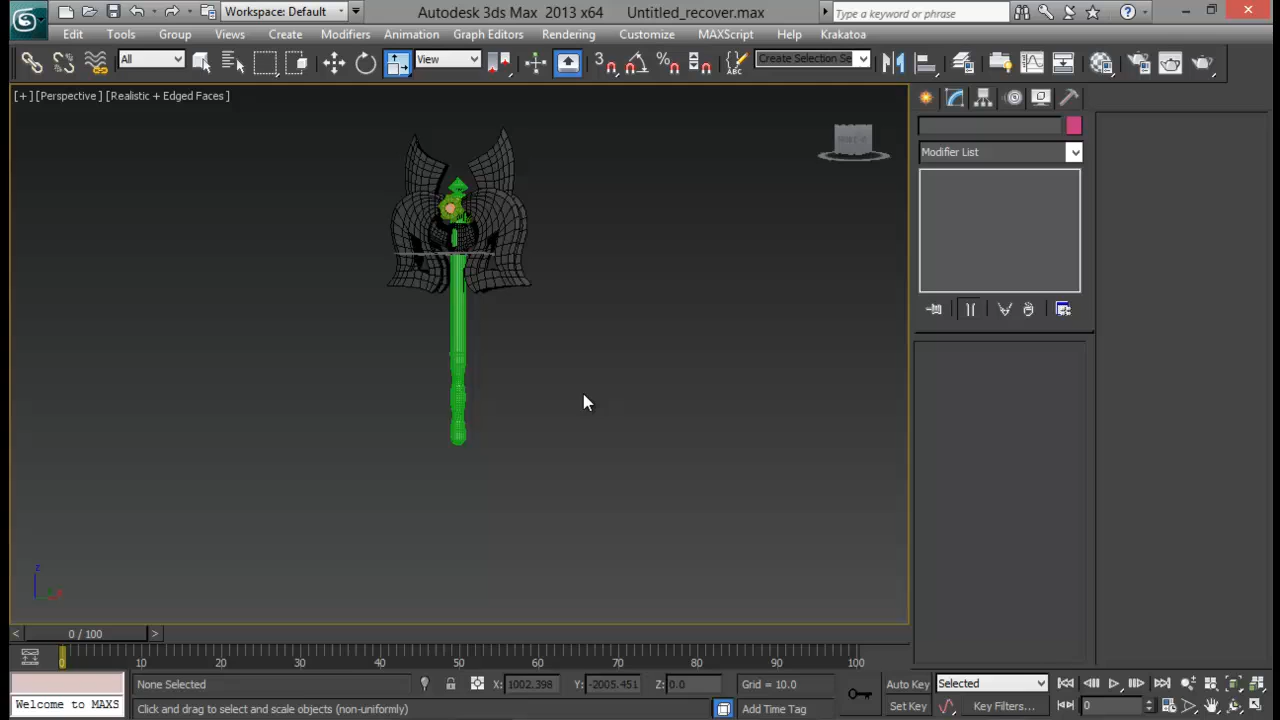 Workspace: Default
Autodesk 3ds Max 2013 x64 Untitled_recover.max
Type a keyword or phrase
Edit Tools Group Views Create Modifiers Animation Graph Editors Rendering Customize MAXScript Help Krakatoa
All View 3 % ABC Create Selection Se
[+] [Perspective ] [Realistic + Edged Faces ]
Modifier List
z
< 0 / 100 >
0 10 20 30 40 50 60 70 80 90 100
None Selected X: 1002.398 Y: -2005.451 Z: 0.0 Grid = 10.0 Auto Key Selected
Welcome to MAXS Click and drag to select and scale objects (non-uniformly) Add Time Tag Set Key Key Filters... 0